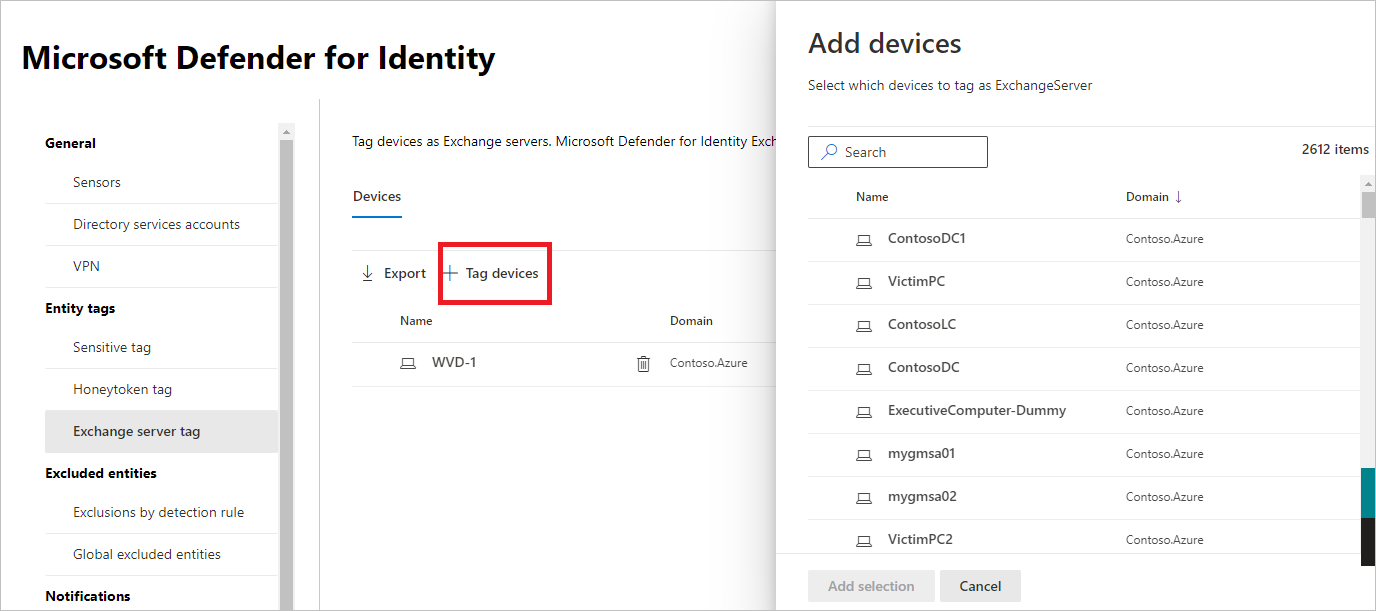 Microsoft Defender for Identity
General
Sensors
Directory services accounts
VPN
Entity tags
Sensitive tag
Honeytoken tag
Exchange server tag
Excluded entities
Exclusions by detection rule
Global excluded entities
Notifications
Tag devices as Exchange servers. Microsoft Defender for Identity Exch
Devices
Export Tag devices
Name Domain
WVD-1 Contoso.Azure
Add devices
Select which devices to tag as ExchangeServer
Search 2612 items
Name Domain ↓
ContosoDC1 Contoso.Azure
VictimPC Contoso.Azure
ContosoLC Contoso.Azure
ContosoDC Contoso.Azure
ExecutiveComputer-Dummy Contoso.Azure
mygmsa01 Contoso.Azure
mygmsa02 Contoso.Azure
VictimPC2 Contoso.Azure
Add selection Cancel